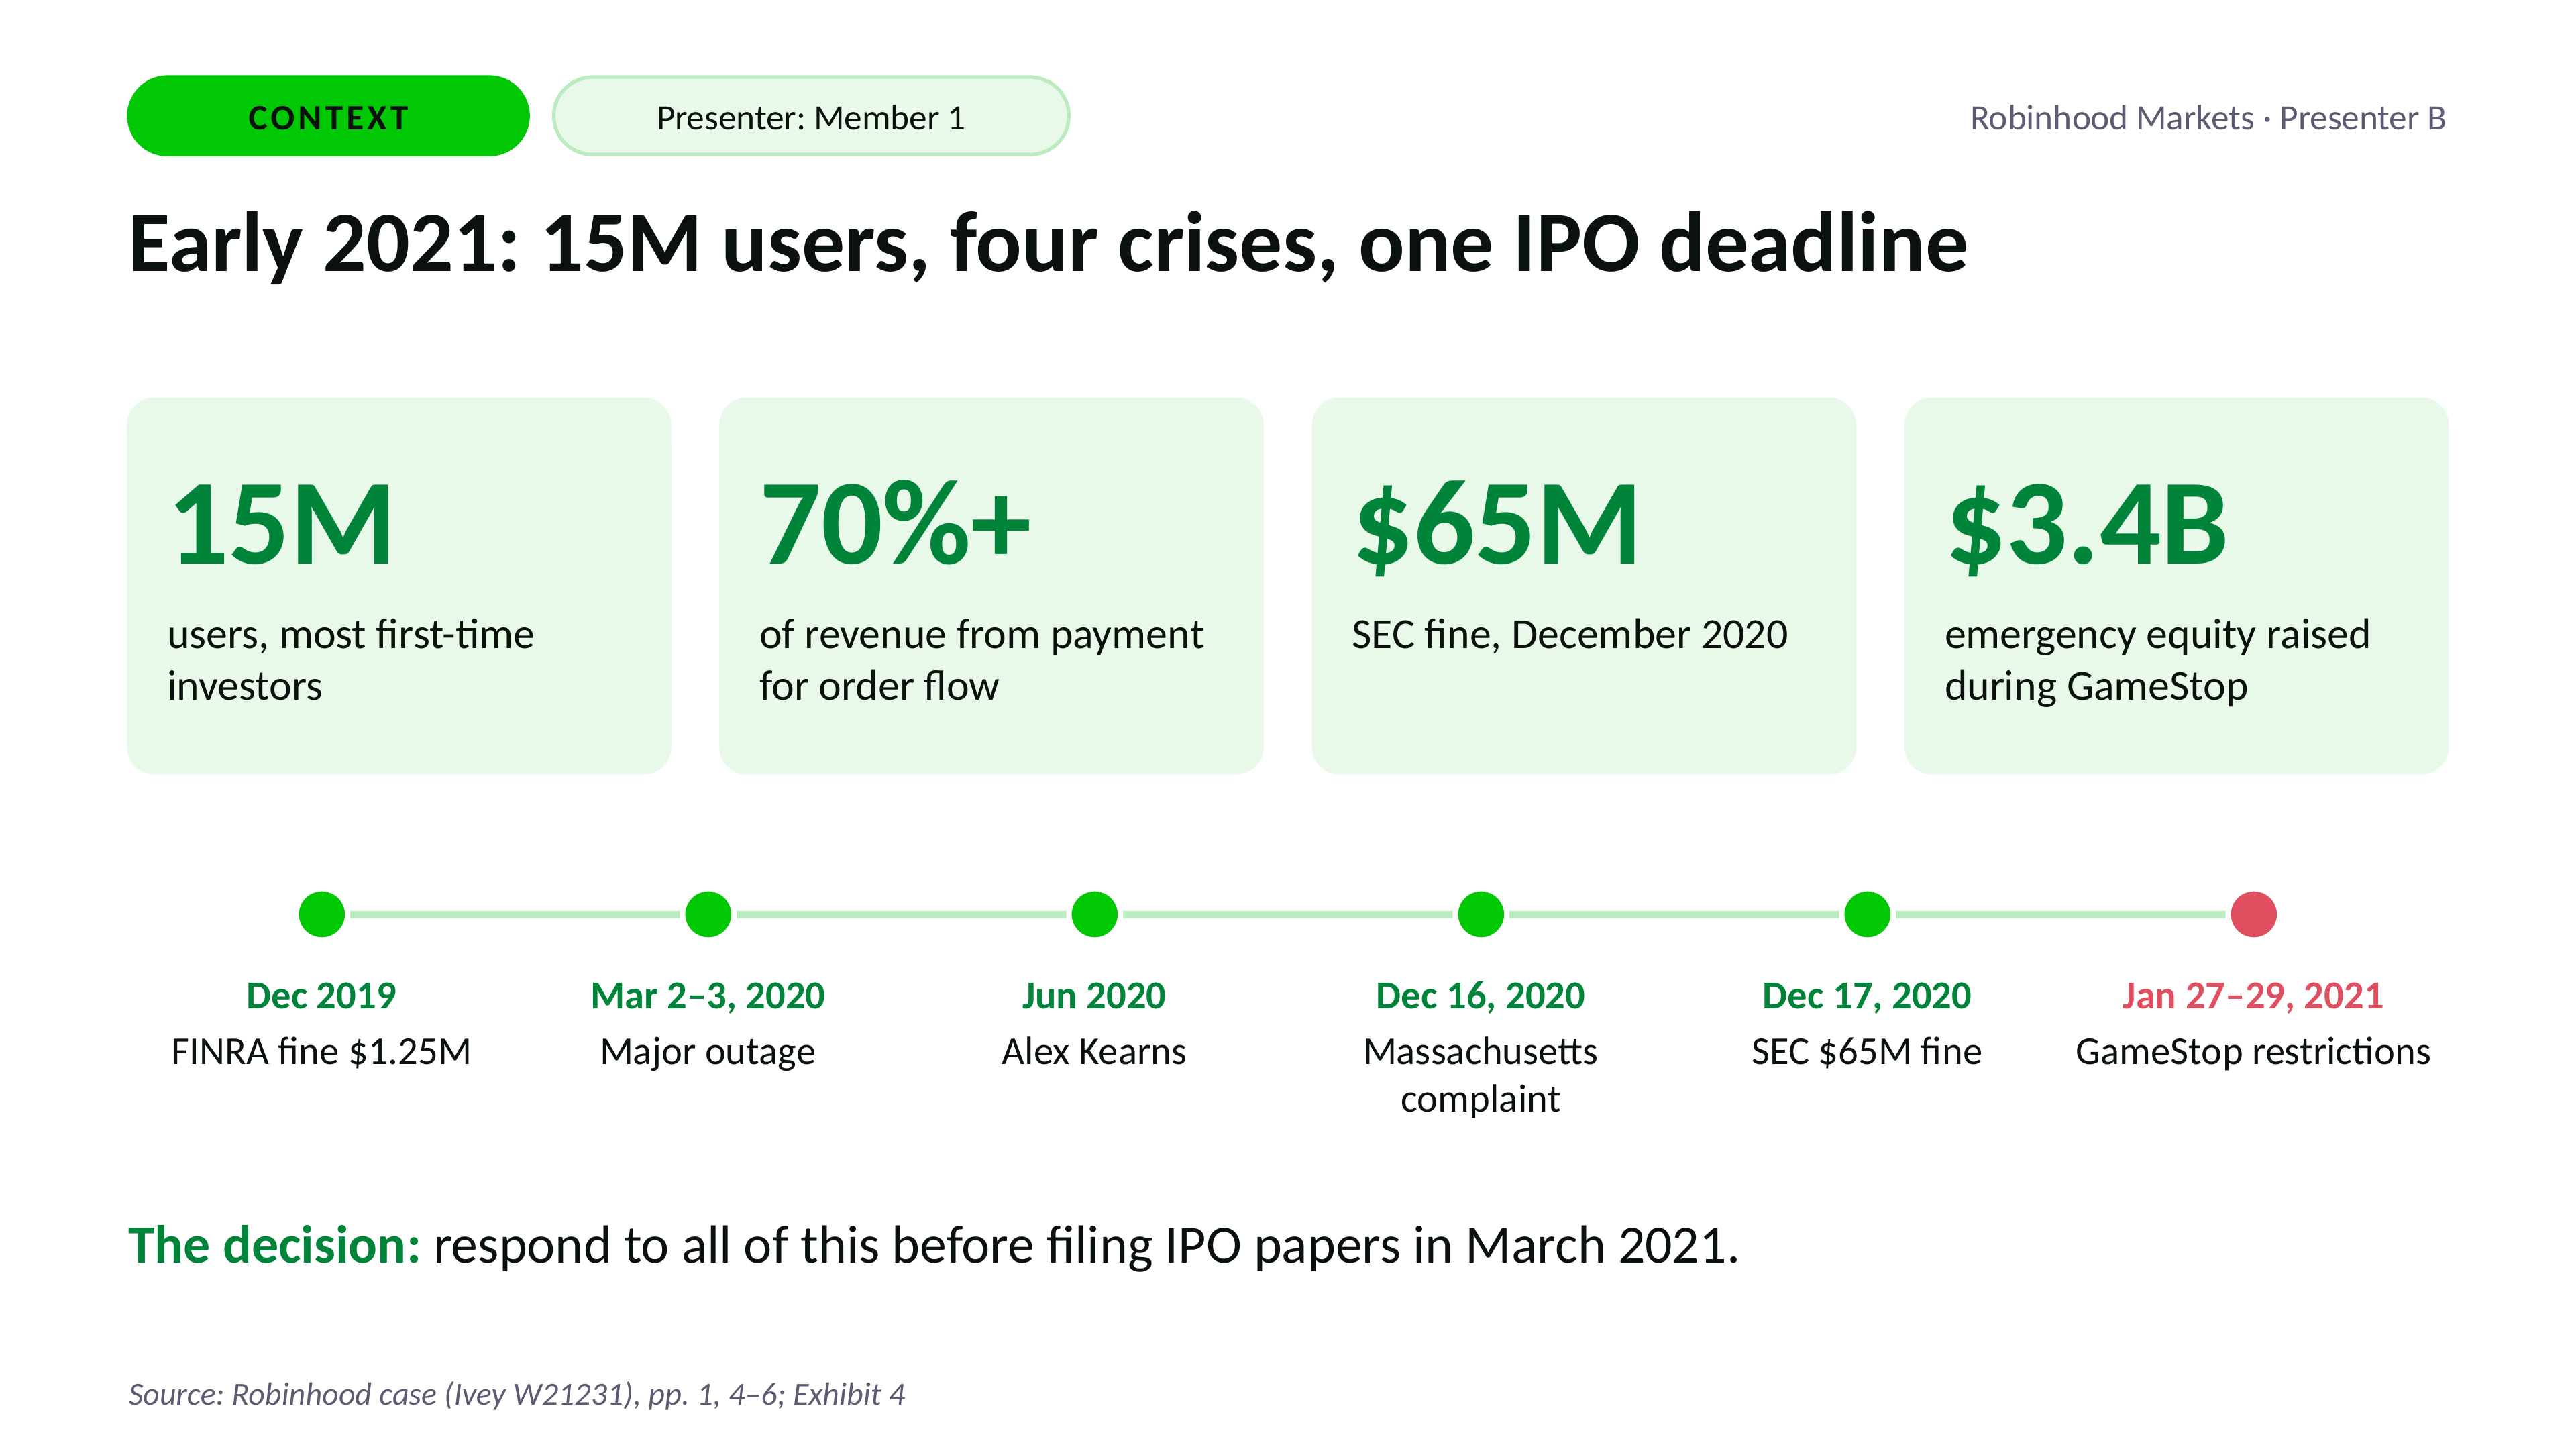 CONTEXT
Presenter: Member 1
Robinhood Markets · Presenter B
Early 2021: 15M users, four crises, one IPO deadline
15M
users, most first-time
investors
70%+
of revenue from payment
for order flow
$65M
SEC fine, December 2020
$3.4B
emergency equity raised
during GameStop
Dec 2019
FINRA fine $1.25M
Mar 2–3, 2020
Major outage
Jun 2020
Alex Kearns
Dec 16, 2020
Massachusetts
complaint
Dec 17, 2020
SEC $65M fine
Jan 27–29, 2021
GameStop restrictions
The decision: respond to all of this before filing IPO papers in March 2021.
Source: Robinhood case (Ivey W21231), pp. 1, 4–6; Exhibit 4